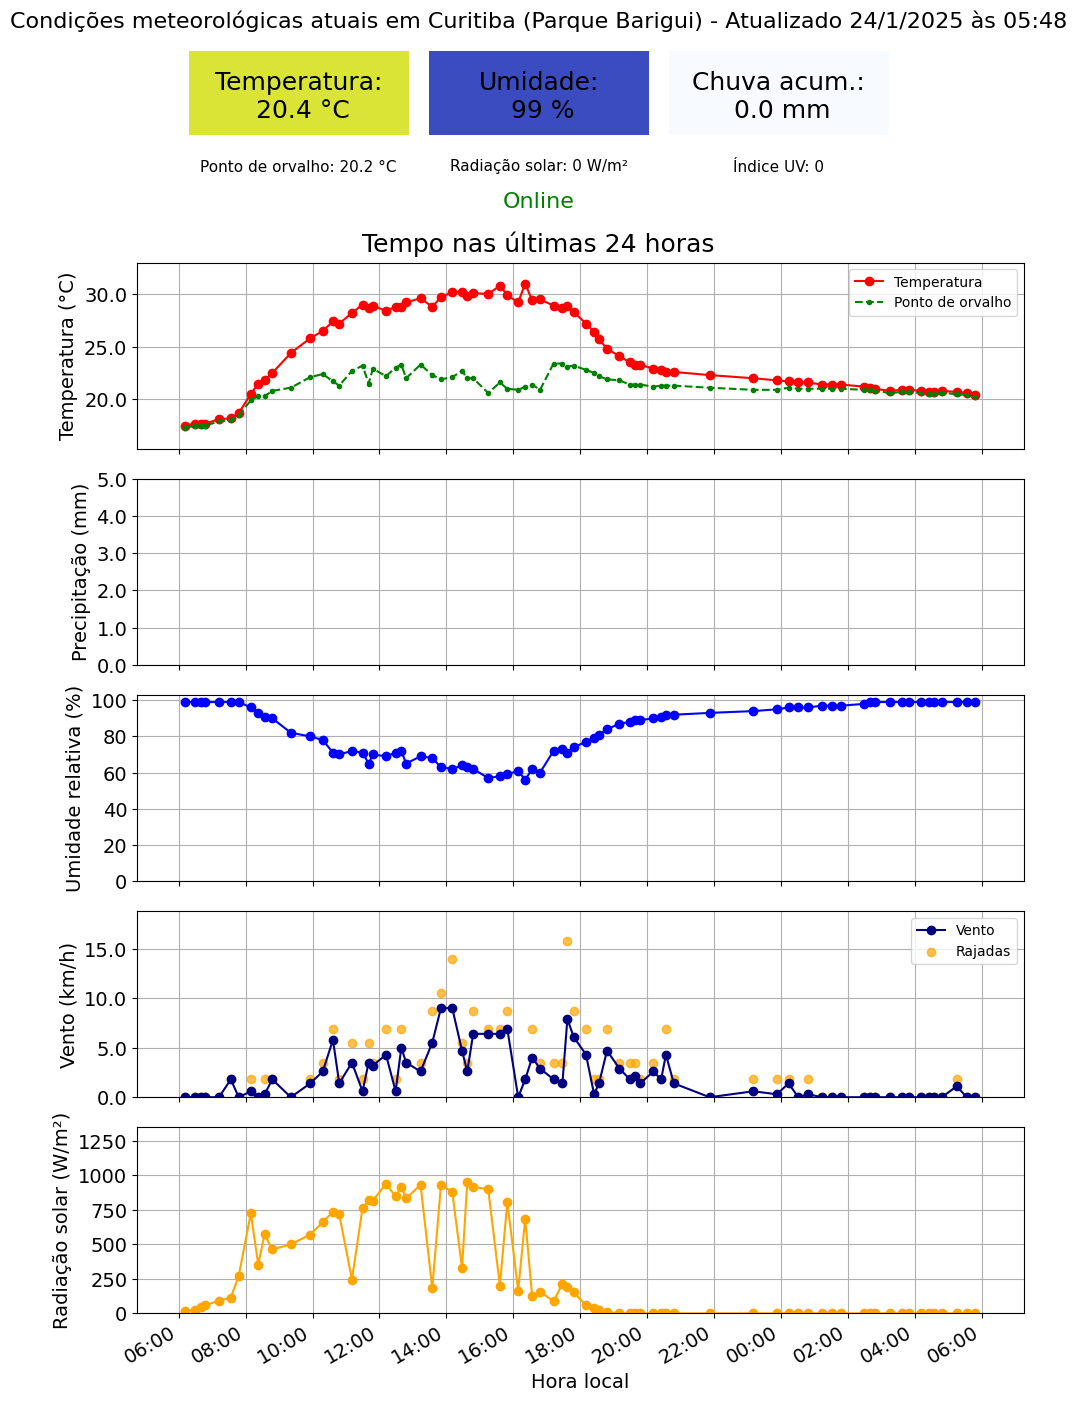 Condições meteorológicas atuais em Curitiba (Parque Barigui) - Atualizado 24/1/2025 às 05:48
Temperatura:
20.4 °C
Umidade:
99 %
Chuva acum.:
0.0 mm
Ponto de orvalho: 20.2 °C
Radiação solar: 0 W/m²
Índice UV: 0
Online
Tempo nas últimas 24 horas
Temperatura (°C)
30.0
25.0
20.0
Temperatura
Ponto de orvalho
Precipitação (mm)
5.0
4.0
3.0
2.0
1.0
0.0
Umidade relativa (%)
100
80
60
40
20
0
Vento (km/h)
15.0
10.0
5.0
0.0
Vento
Rajadas
Radiação solar (W/m²)
1250
1000
750
500
250
0
06:00
08:00
10:00
12:00
14:00
16:00
18:00
20:00
22:00
00:00
02:00
04:00
06:00
Hora local